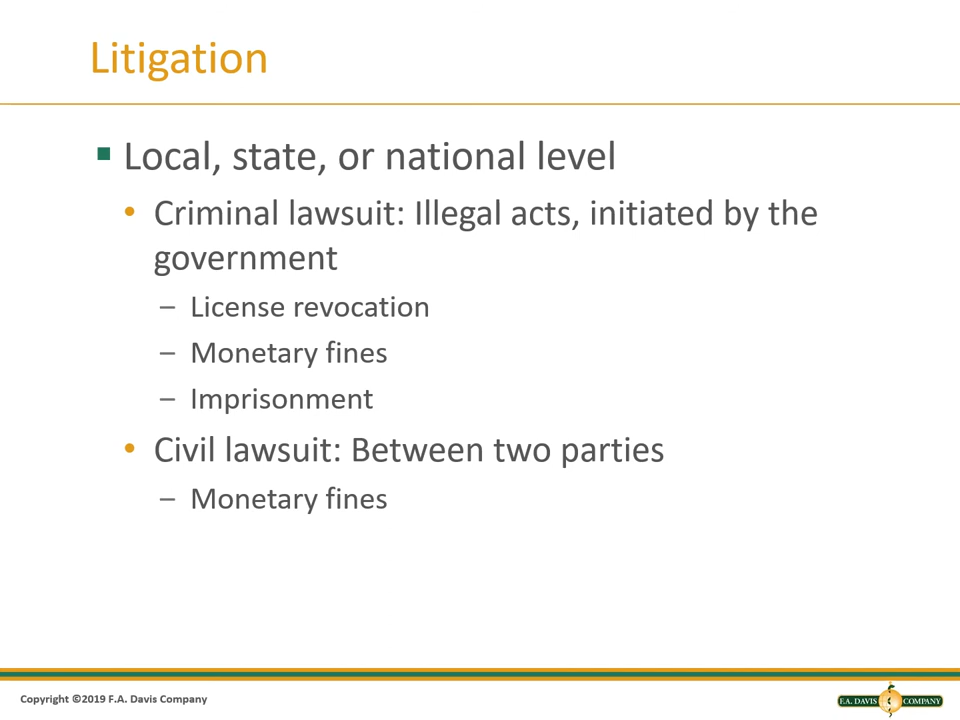 Litigation
▪ Local, state, or national level
• Criminal lawsuit: Illegal acts, initiated by the
government
– License revocation
– Monetary fines
– Imprisonment
• Civil lawsuit: Between two parties
– Monetary fines
Copyright ©2019 F.A. Davis Company
F.A. DAVIS COMPANY